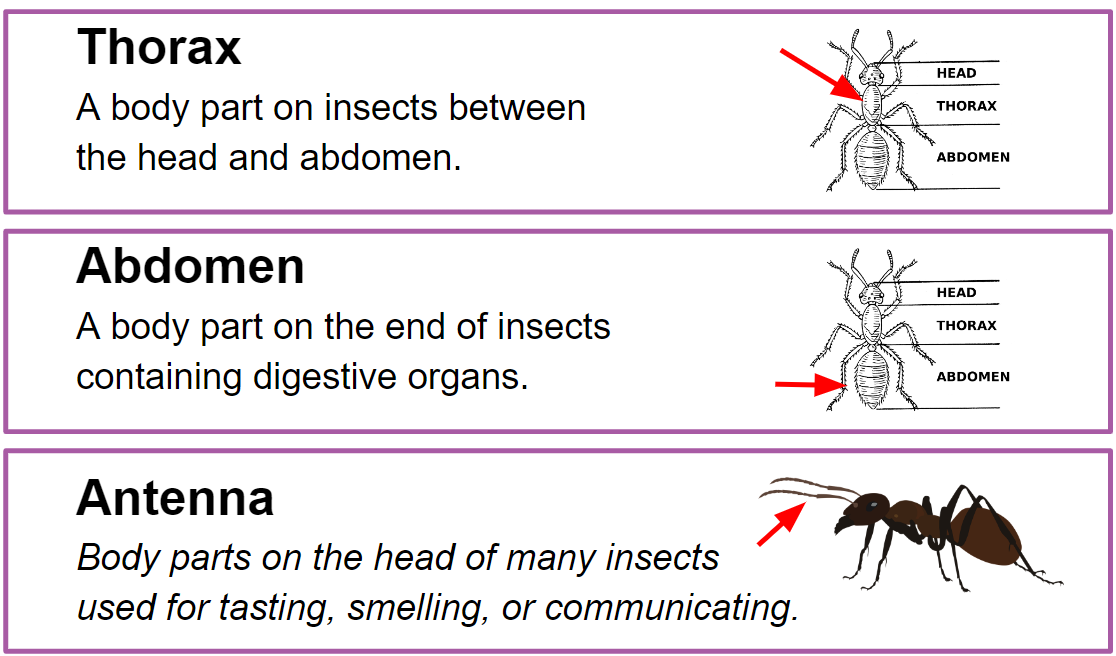 Thorax
A body part on insects between
the head and abdomen.
HEAD
THORAX
ABDOMEN
Abdomen
A body part on the end of insects
containing digestive organs.
HEAD
THORAX
ABDOMEN
Antenna
Body parts on the head of many insects
used for tasting, smelling, or communicating.